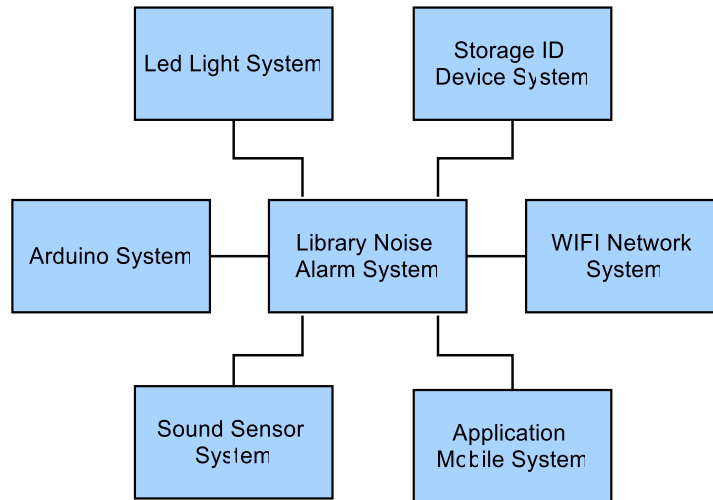 Led Light System
Storage ID
Device System
Arduino System
Library Noise
Alarm System
WIFI Network
System
Sound Sensor
System
Application
Mobile System